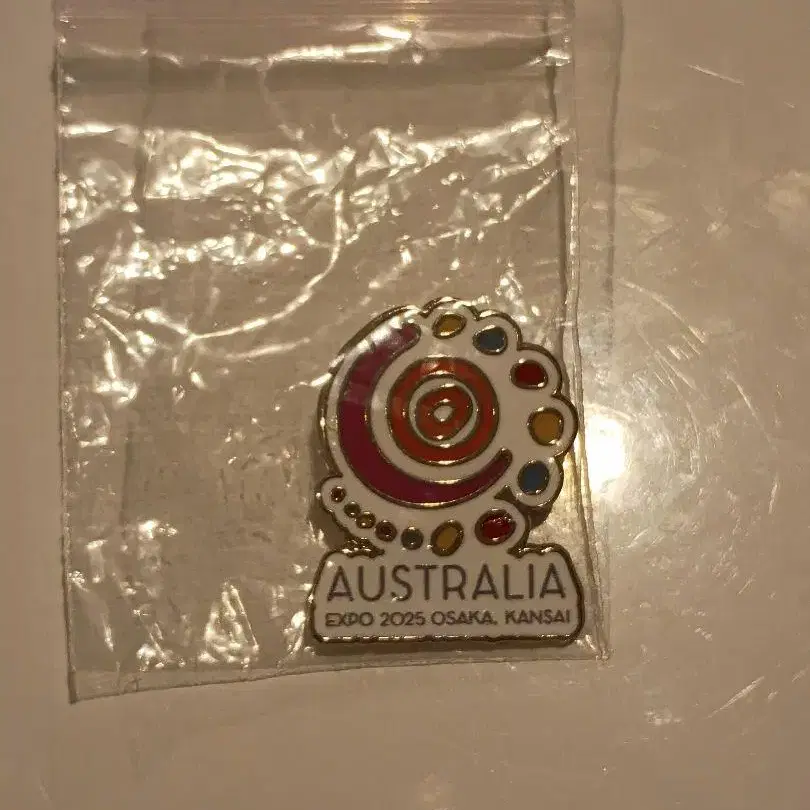 AUSTRALIA
EXPO 2025 OSAKA, KANSAI